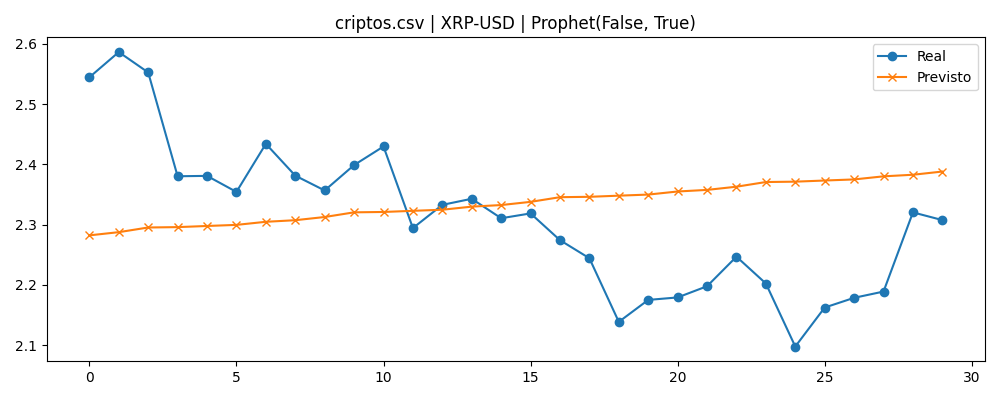 criptos.csv | XRP-USD | Prophet(False, True)
Real
Previsto
2.6
2.5
2.4
2.3
2.2
2.1
0 5 10 15 20 25 30